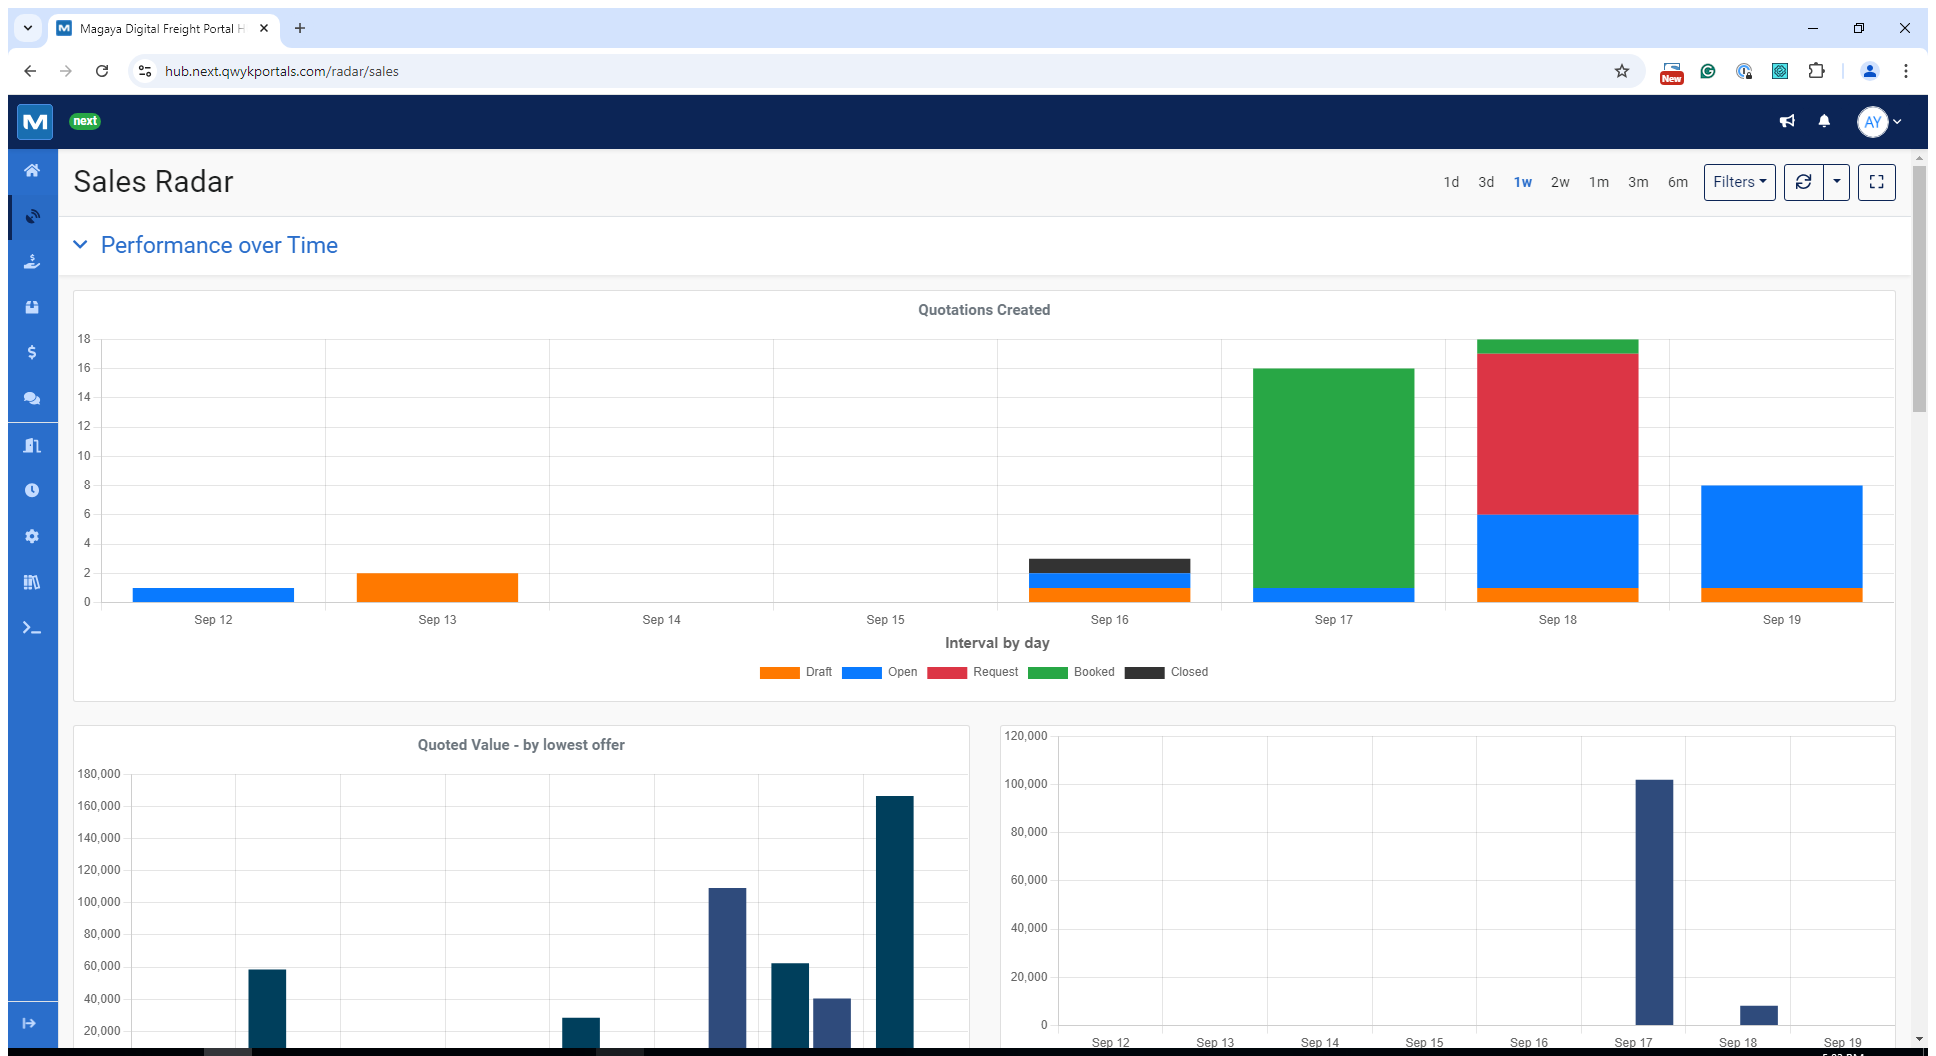 Magaya Digital Freight Portal H
hub.next.qwykportals.com/radar/sales
New
M
next
AY
Sales Radar
1d 3d 1w 2w 1m 3m 6m Filters
Performance over Time
Quotations Created
18
16
14
12
10
8
6
4
2
0
Sep 12 Sep 13 Sep 14 Sep 15 Sep 16 Sep 17 Sep 18 Sep 19
Interval by day
Draft Open Request Booked Closed
Quoted Value - by lowest offer
180,000
160,000
140,000
120,000
100,000
80,000
60,000
40,000
20,000
120,000
100,000
80,000
60,000
40,000
20,000
0
Sep 12 Sep 13 Sep 14 Sep 15 Sep 16 Sep 17 Sep 18 Sep 19